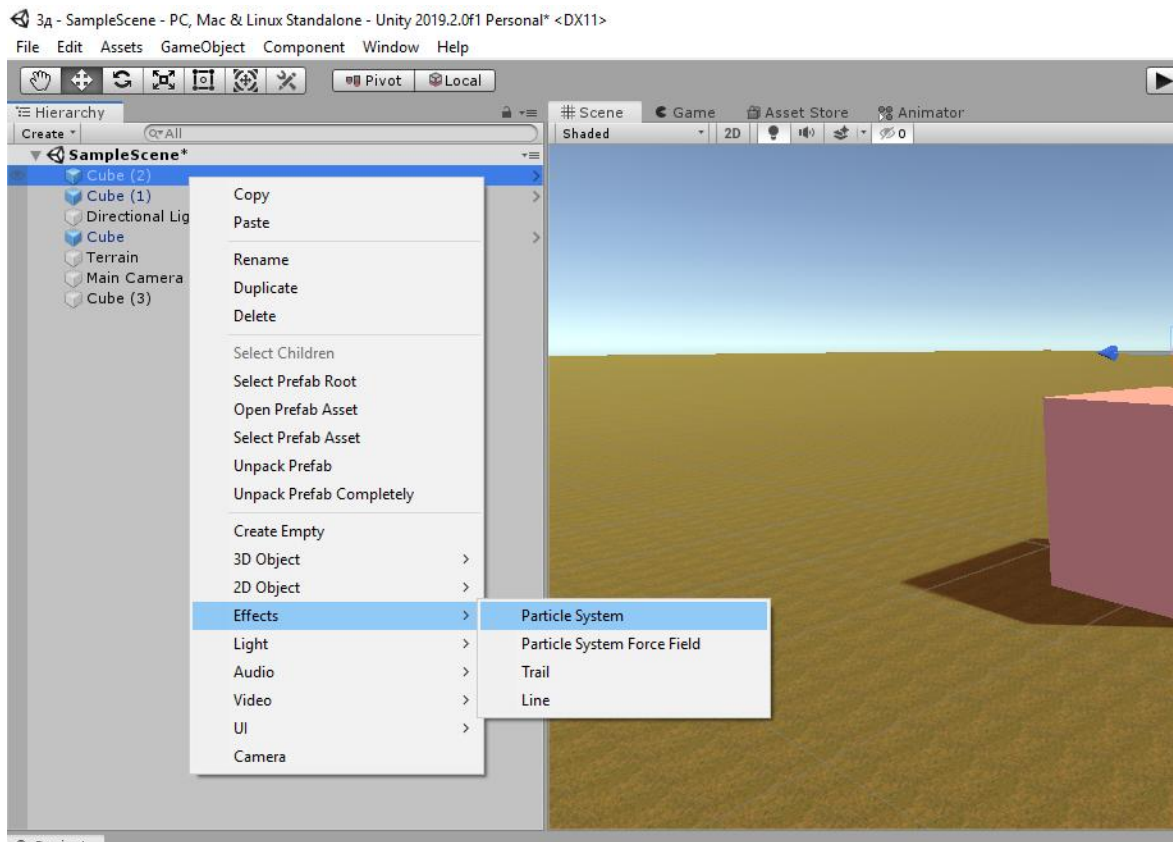 3д - SampleScene - PC, Mac & Linux Standalone - Unity 2019.2.0f1 Personal* <DX11>
File Edit Assets GameObject Component Window Help
Pivot Local
Hierarchy
Create All
SampleScene*
Cube (2)
Cube (1)
Directional Lig
Cube
Terrain
Main Camera
Cube (3)
Copy
Paste
Rename
Duplicate
Delete
Select Children
Select Prefab Root
Open Prefab Asset
Select Prefab Asset
Unpack Prefab
Unpack Prefab Completely
Create Empty
3D Object
2D Object
Effects
Light
Audio
Video
UI
Camera
Particle System
Particle System Force Field
Trail
Line
Scene Game Asset Store Animator
Shaded 2D 0